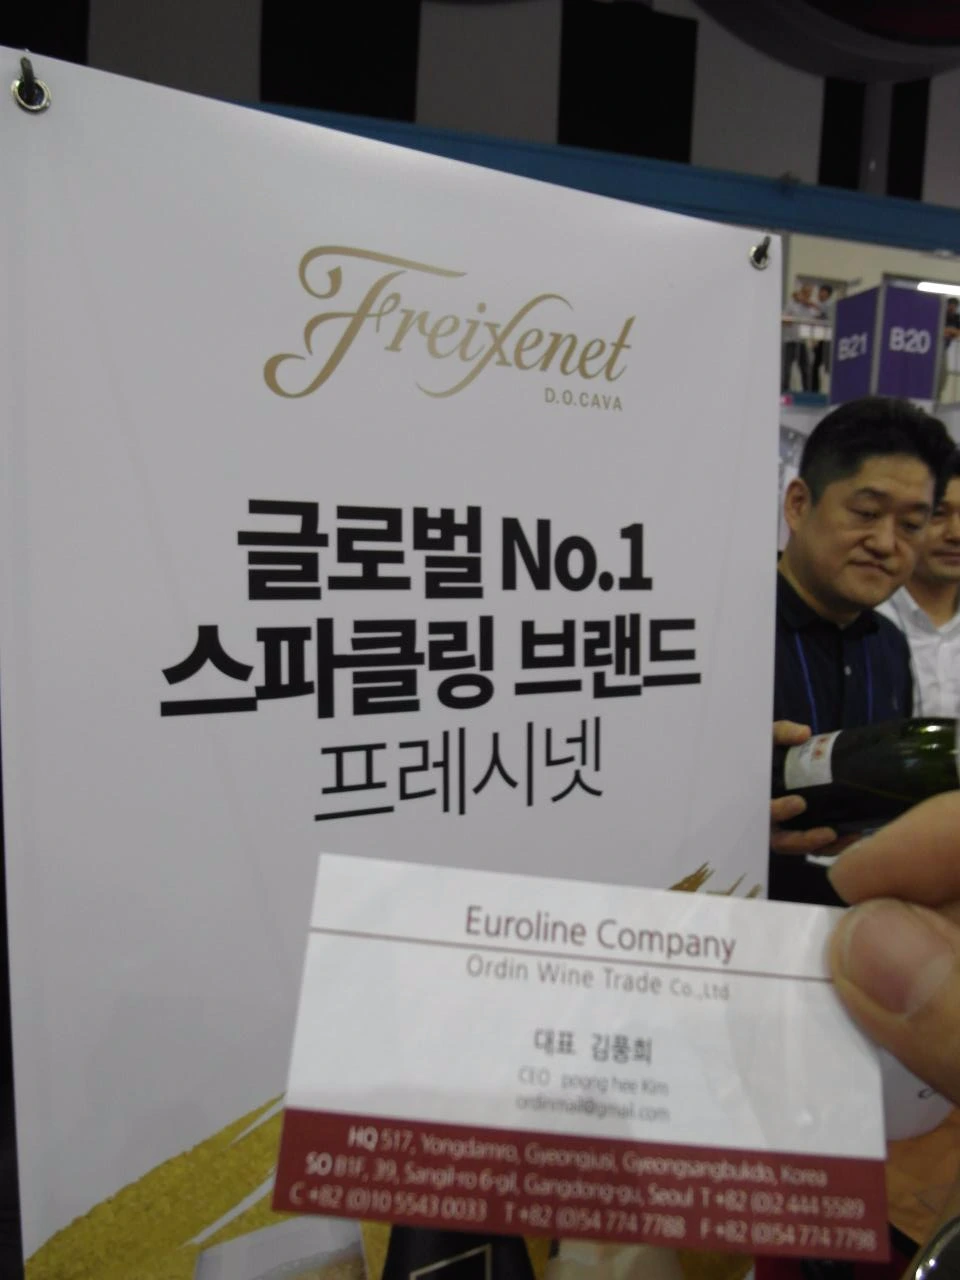 Freixenet
D.O.CAVA
글로벌 No.1
스파클링 브랜드
프레시넷
B21
B20
Euroline Company
Ordin Wine Trade Co.,Ltd
대표 김풍희
CEO poong hee Kim
ordinmail@gmail.com
HQ 517, Yongdamro, Gyeongjusi, Gyeongsangbukdo, Korea
SO B1F, 39, Sangil-ro 6-gil, Gangdong-gu, Seoul T +82 (0)2 444 5589
C +82 (0)10 5543 0033 T +82 (0)54 774 7788 F +82 (0)54 774 7798